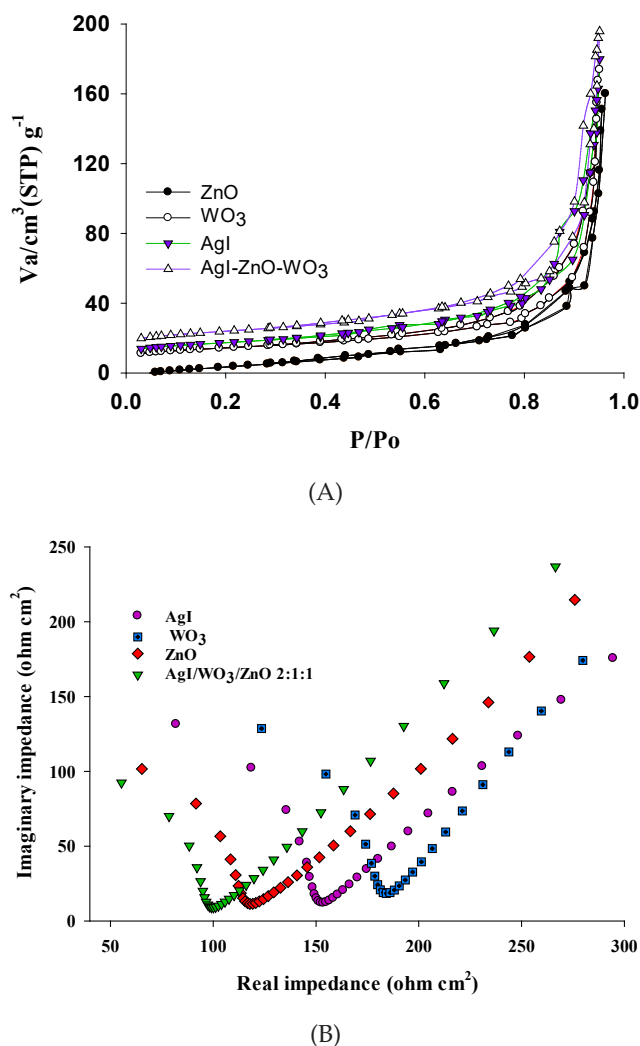 200
160
120
80
40
0
Va/cm³(STP) g⁻¹
ZnO
WO₃
AgI
AgI-ZnO-WO₃
0.0 0.2 0.4 0.6 0.8 1.0
P/Po
(A)
250
200
150
100
50
0
Imaginary impedance (ohm cm²)
AgI
WO₃
ZnO
AgI/WO₃/ZnO 2:1:1
50 100 150 200 250 300
Real impedance (ohm cm²)
(B)